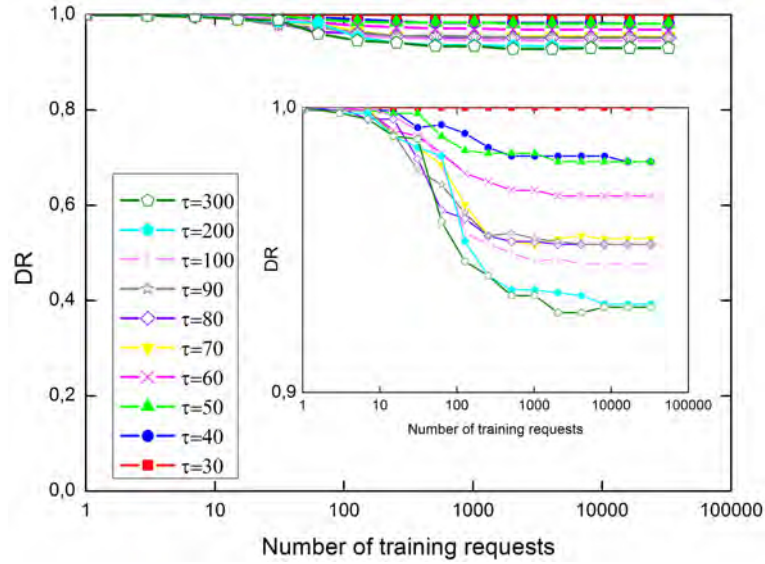 1,0
0,8
0,6
0,4
0,2
0,0
DR
τ=300
τ=200
τ=100
τ=90
τ=80
τ=70
τ=60
τ=50
τ=40
τ=30
1,0
0,9
DR
1 10 100 1000 10000 100000
Number of training requests
1 10 100 1000 10000 100000
Number of training requests